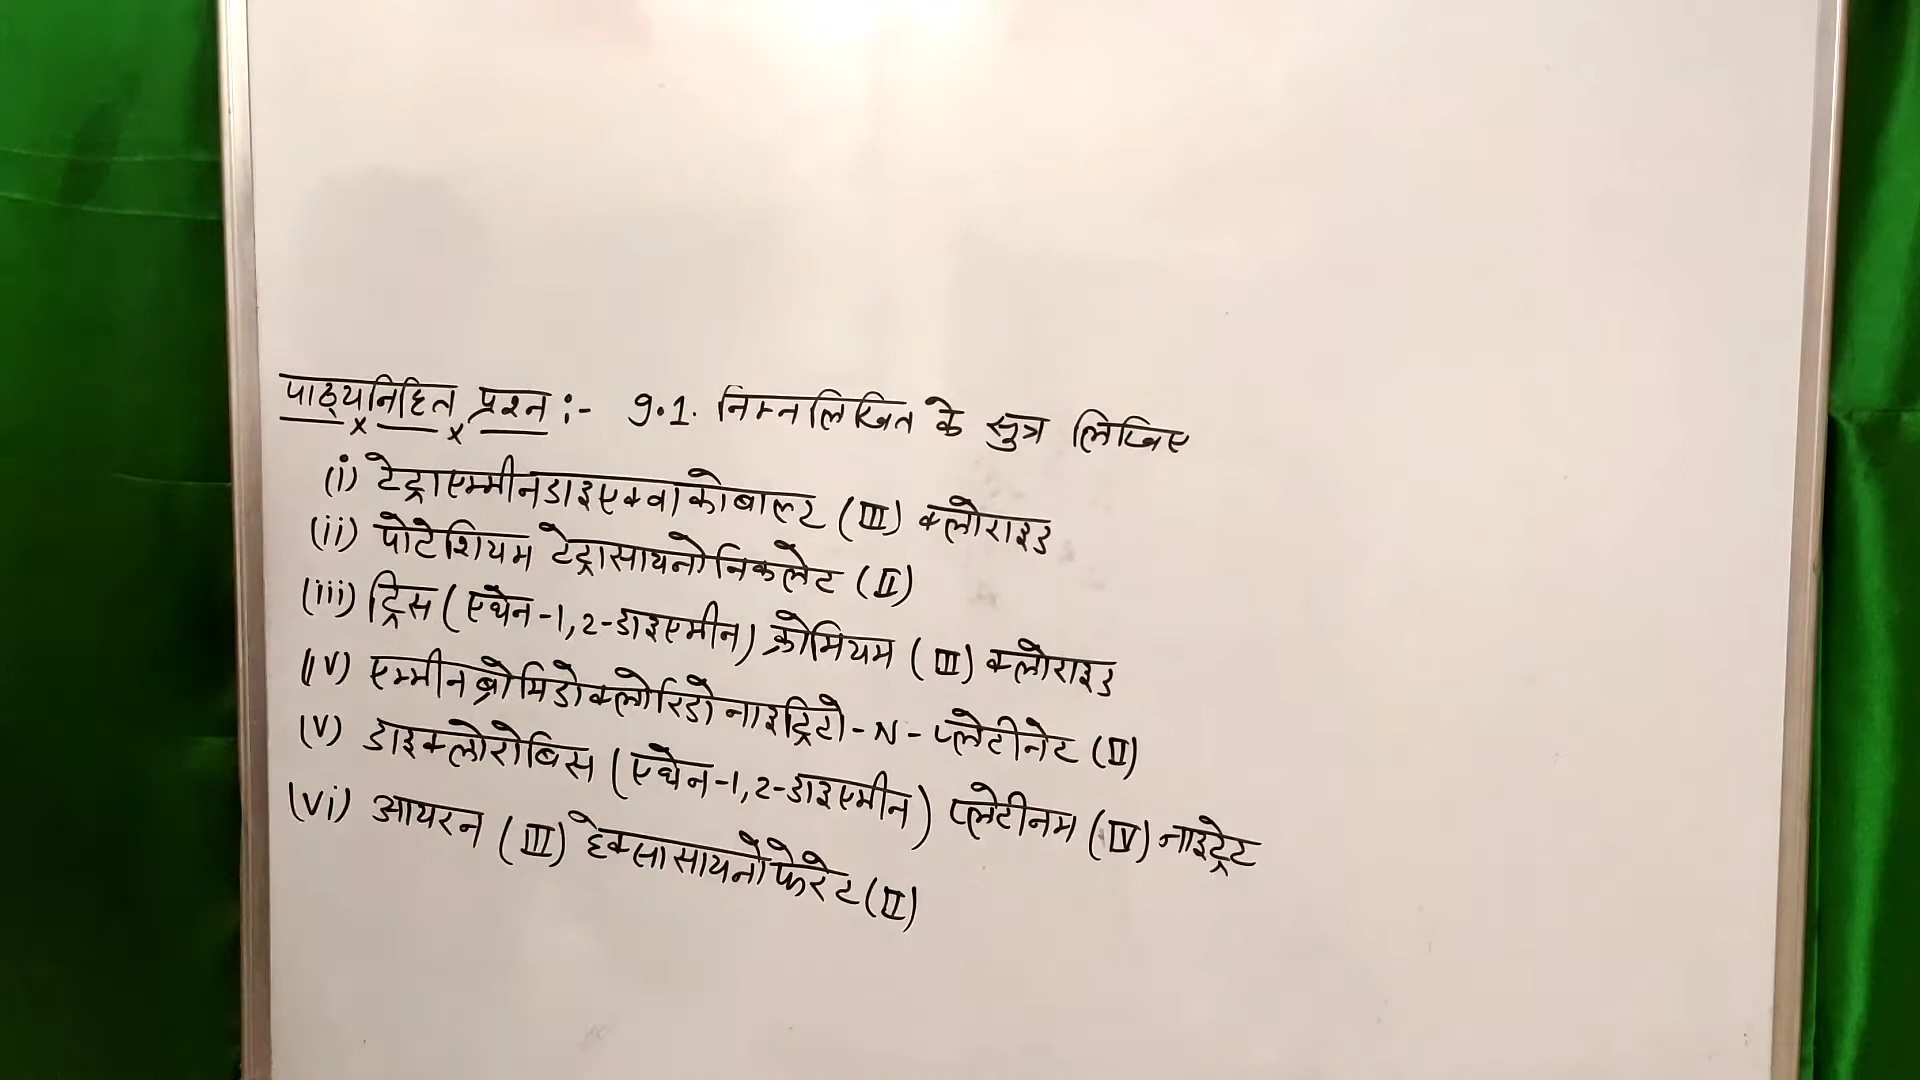 पाठ्यनिहित प्रश्न :- 9.1. निम्नलिखित के सुत्र लिखिए
(i) टेट्राएम्मीनडाइएक्वाकोबाल्ट (III) क्लोराइड
(ii) पोटेशियम टेट्रासायनोनिकलेट (II)
(iii) ट्रिस (एथेन-1,2-डाइएमीन) क्रोमियम (III) क्लोराइड
(iv) एम्मीनब्रोमिडोक्लोरिडोनाइट्रिटो-N-प्लेटीनेट (II)
(v) डाइक्लोरोबिस (एथेन-1,2-डाइएमीन) प्लेटीनम (IV) नाइट्रेट
(vi) आयरन (III) हेक्सासायनोफेरेट (II)